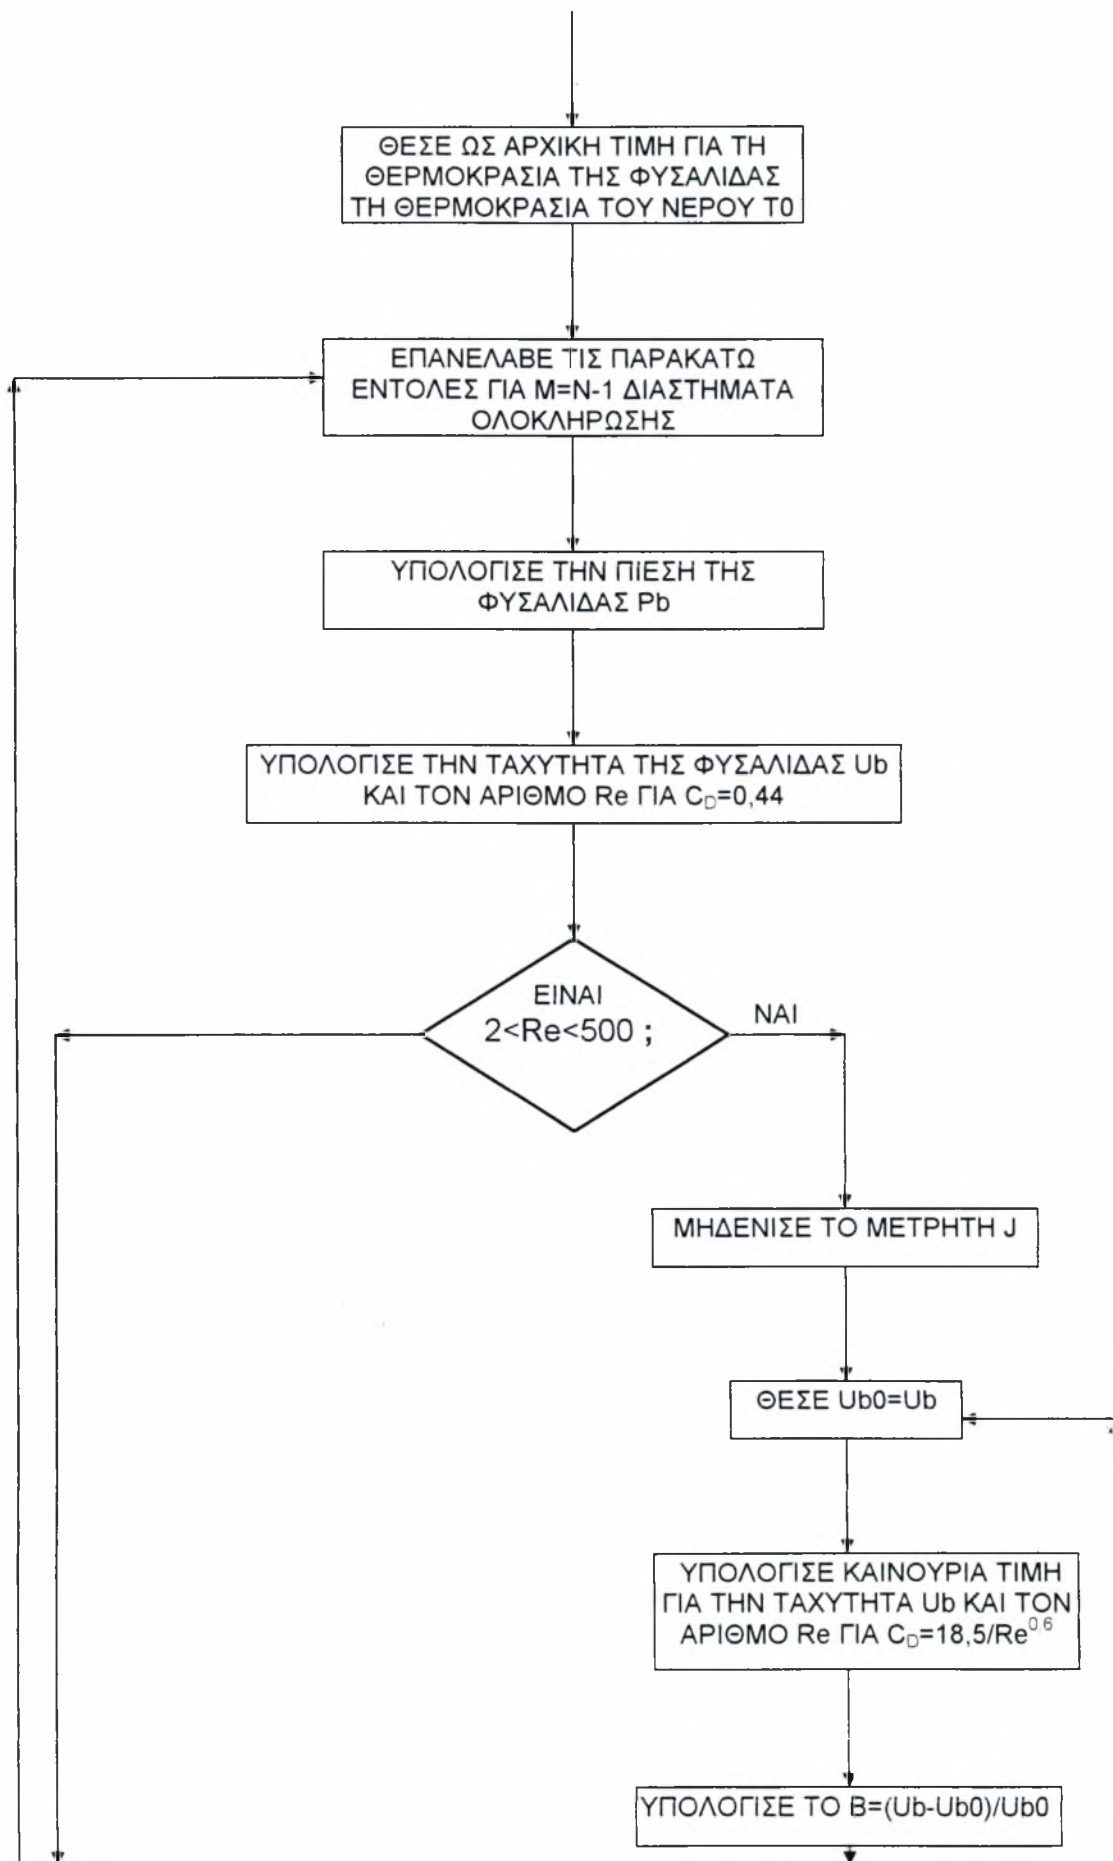 ΘΕΣΕ ΩΣ ΑΡΧΙΚΗ ΤΙΜΗ ΓΙΑ ΤΗ
ΘΕΡΜΟΚΡΑΣΙΑ ΤΗΣ ΦΥΣΑΛΙΔΑΣ
ΤΗ ΘΕΡΜΟΚΡΑΣΙΑ ΤΟΥ ΝΕΡΟΥ Τ0
ΕΠΑΝΕΛΑΒΕ ΤΙΣ ΠΑΡΑΚΑΤΩ
ΕΝΤΟΛΕΣ ΓΙΑ Μ=Ν-1 ΔΙΑΣΤΗΜΑΤΑ
ΟΛΟΚΛΗΡΩΣΗΣ
ΥΠΟΛΟΓΙΣΕ ΤΗΝ ΠΙΕΣΗ ΤΗΣ
ΦΥΣΑΛΙΔΑΣ Pb
ΥΠΟΛΟΓΙΣΕ ΤΗΝ ΤΑΧΥΤΗΤΑ ΤΗΣ ΦΥΣΑΛΙΔΑΣ Ub
ΚΑΙ ΤΟΝ ΑΡΙΘΜΟ Re ΓΙΑ C_D=0,44
ΕΙΝΑΙ
2<Re<500 ;
ΝΑΙ
ΜΗΔΕΝΙΣΕ ΤΟ ΜΕΤΡΗΤΗ J
ΘΕΣΕ Ub0=Ub
ΥΠΟΛΟΓΙΣΕ ΚΑΙΝΟΥΡΙΑ ΤΙΜΗ
ΓΙΑ ΤΗΝ ΤΑΧΥΤΗΤΑ Ub ΚΑΙ ΤΟΝ
ΑΡΙΘΜΟ Re ΓΙΑ C_D=18,5/Re^0,6
ΥΠΟΛΟΓΙΣΕ ΤΟ B=(Ub-Ub0)/Ub0